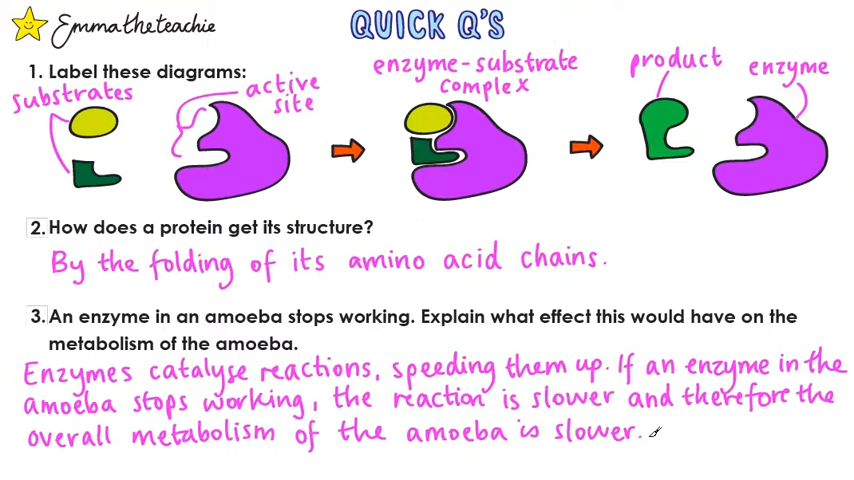 Emmatheteachie
QUICK Q'S
1. Label these diagrams:
substrates
active
site
enzyme-substrate
complex
product
enzyme
2. How does a protein get its structure?
By the folding of its amino acid chains.
3. An enzyme in an amoeba stops working. Explain what effect this would have on the
metabolism of the amoeba.
Enzymes catalyse reactions, speeding them up. If an enzyme in the
amoeba stops working, the reaction is slower and therefore the
overall metabolism of the amoeba is slower.